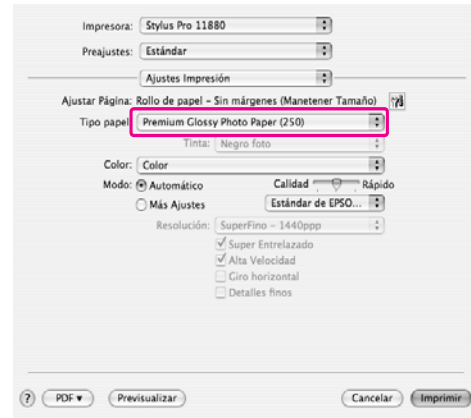 Impresora: Stylus Pro 11880
Preajustes: Estándar
Ajustes Impresión
Ajustar Página: Rollo de papel – Sin márgenes (Manetener Tamaño)
Tipo papel Premium Glossy Photo Paper (250)
Tinta: Negro foto
Color: Color
Modo: Automático Calidad Rápido
Más Ajustes Estándar de EPSO...
Resolución: SuperFino – 1440ppp
Super Entrelazado
Alta Velocidad
Giro horizontal
Detalles finos
? PDF Previsualizar Cancelar Imprimir